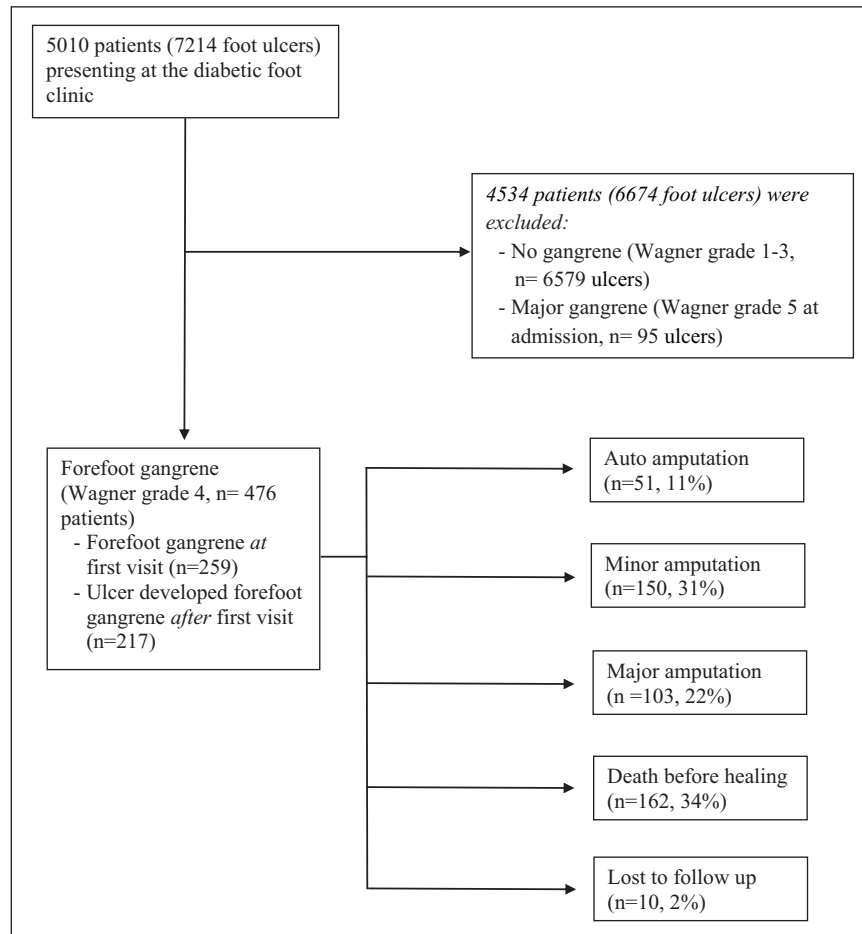 5010 patients (7214 foot ulcers)
presenting at the diabetic foot
clinic
4534 patients (6674 foot ulcers) were
excluded:
- No gangrene (Wagner grade 1-3,
n= 6579 ulcers)
- Major gangrene (Wagner grade 5 at
admission, n= 95 ulcers)
Forefoot gangrene
(Wagner grade 4, n= 476
patients)
- Forefoot gangrene at
first visit (n=259)
- Ulcer developed forefoot
gangrene after first visit
(n=217)
Auto amputation
(n=51, 11%)
Minor amputation
(n=150, 31%)
Major amputation
(n =103, 22%)
Death before healing
(n=162, 34%)
Lost to follow up
(n=10, 2%)